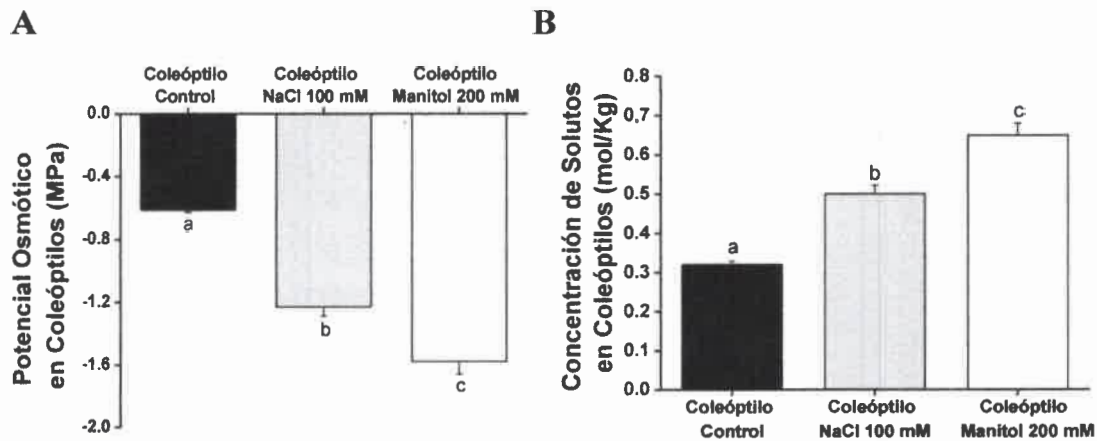 A
Coleóptilo Control
Coleóptilo NaCl 100 mM
Coleóptilo Manitol 200 mM
Potencial Osmótico
en Coleóptilos (MPa)
0.0
-0.4
-0.8
-1.2
-1.6
-2.0
a
b
c
B
Concentración de Solutos
en Coleóptilos (mol/Kg)
0.8
0.7
0.6
0.5
0.4
0.3
0.2
0.1
0.0
a
b
c
Coleóptilo Control
Coleóptilo NaCl 100 mM
Coleóptilo Manitol 200 mM